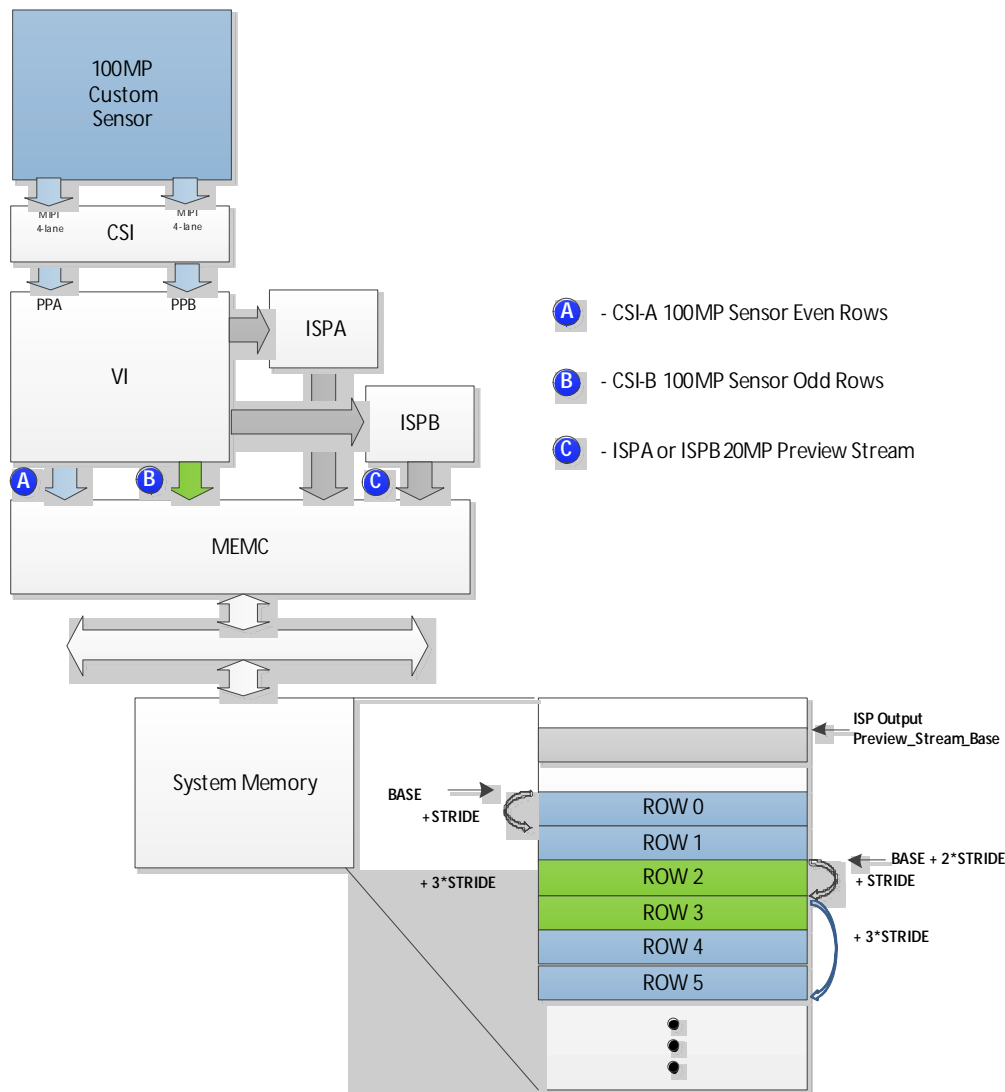 100MP
Custom
Sensor
MIPI
4-lane
CSI
MIPI
4-lane
PPA
PPB
VI
ISPA
ISPB
A - CSI-A 100MP Sensor Even Rows
B - CSI-B 100MP Sensor Odd Rows
C - ISPA or ISPB 20MP Preview Stream
A
B
C
MEMC
System Memory
ISP Output
Preview_Stream_Base
BASE
+STRIDE
ROW 0
ROW 1
BASE + 2*STRIDE
+ 3*STRIDE
ROW 2
+ STRIDE
ROW 3
+ 3*STRIDE
ROW 4
ROW 5